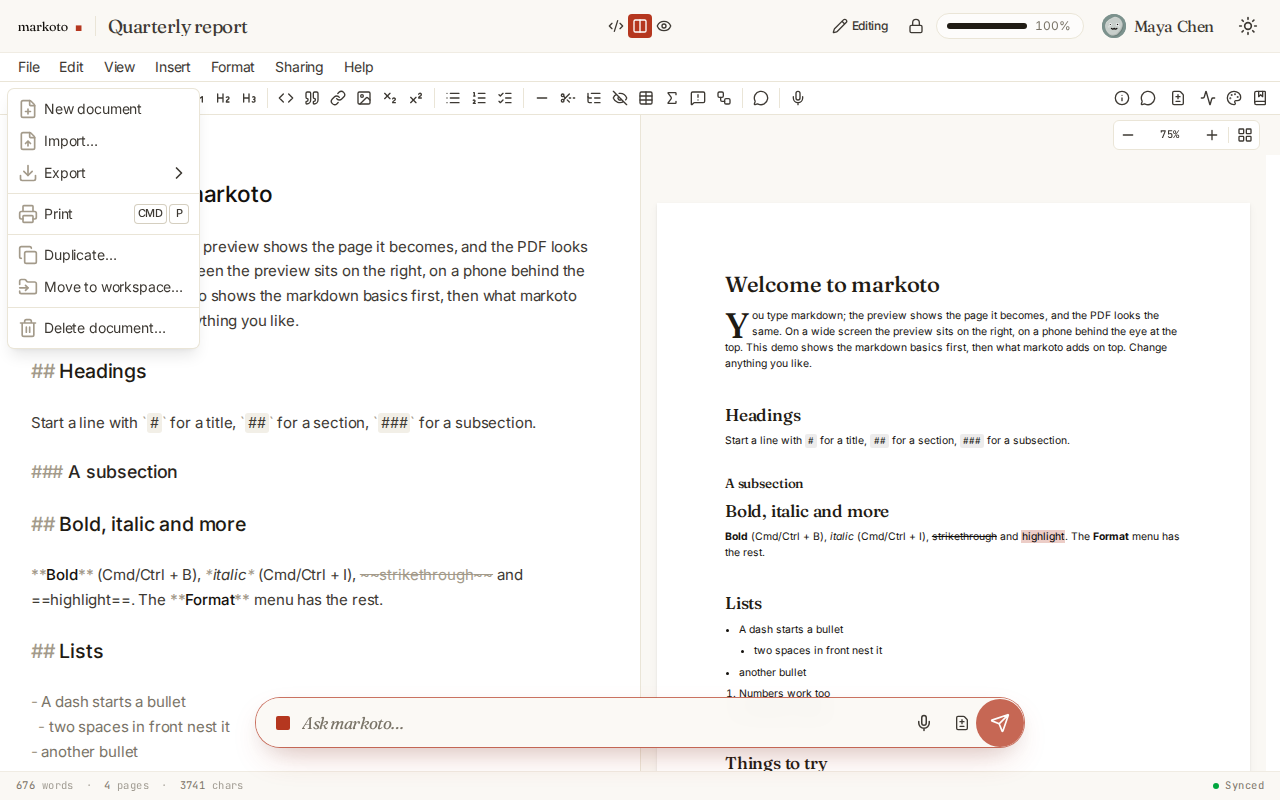 markoto
Quarterly report
Editing
100%
Maya Chen
File Edit View Insert Format Sharing Help
H2 H3
New document
Import...
Export
Print CMD P
Duplicate...
Move to workspace...
Delete document...
75%
markoto
preview shows the page it becomes, and the PDF looks
the preview sits on the right, on a phone behind the
shows the markdown basics first, then what markoto
you like.
## Headings
Start a line with `#` for a title, `##` for a section, `###` for a subsection.
### A subsection
## Bold, italic and more
**Bold** (Cmd/Ctrl + B), *italic* (Cmd/Ctrl + I), ~~strikethrough~~ and
==highlight==. The **Format** menu has the rest.
## Lists
- A dash starts a bullet
- two spaces in front nest it
- another bullet
Welcome to markoto
You type markdown; the preview shows the page it becomes, and the PDF looks the
same. On a wide screen the preview sits on the right, on a phone behind the eye at the
top. This demo shows the markdown basics first, then what markoto adds on top. Change
anything you like.
Headings
Start a line with # for a title, ## for a section, ### for a subsection.
A subsection
Bold, italic and more
Bold (Cmd/Ctrl + B), italic (Cmd/Ctrl + I), strikethrough and highlight. The Format menu has
the rest.
Lists
• A dash starts a bullet
• two spaces in front nest it
• another bullet
1. Numbers work too
Things to try
Ask markoto...
676 words · 4 pages · 3741 chars
Synced